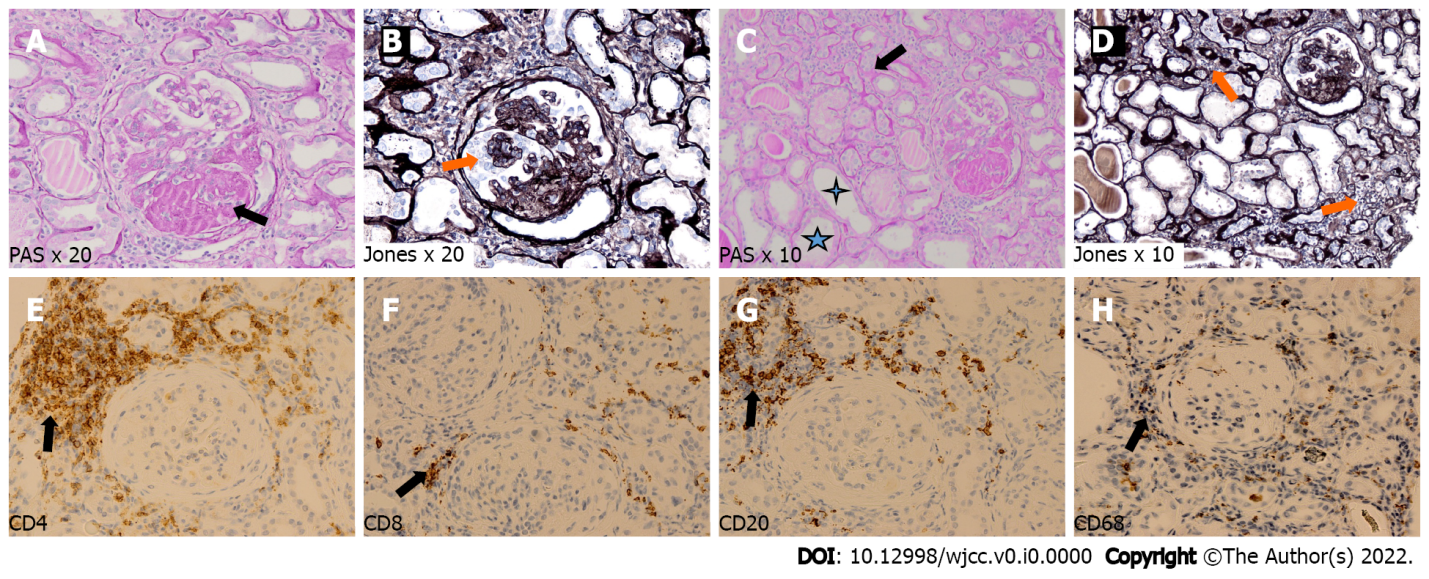 A
B
C
D
PAS x 20
Jones x 20
PAS x 10
Jones x 10
E
F
G
H
CD4
CD8
CD20
CD68
DOI: 10.12998/wjcc.v0.i0.0000 Copyright ©The Author(s) 2022.